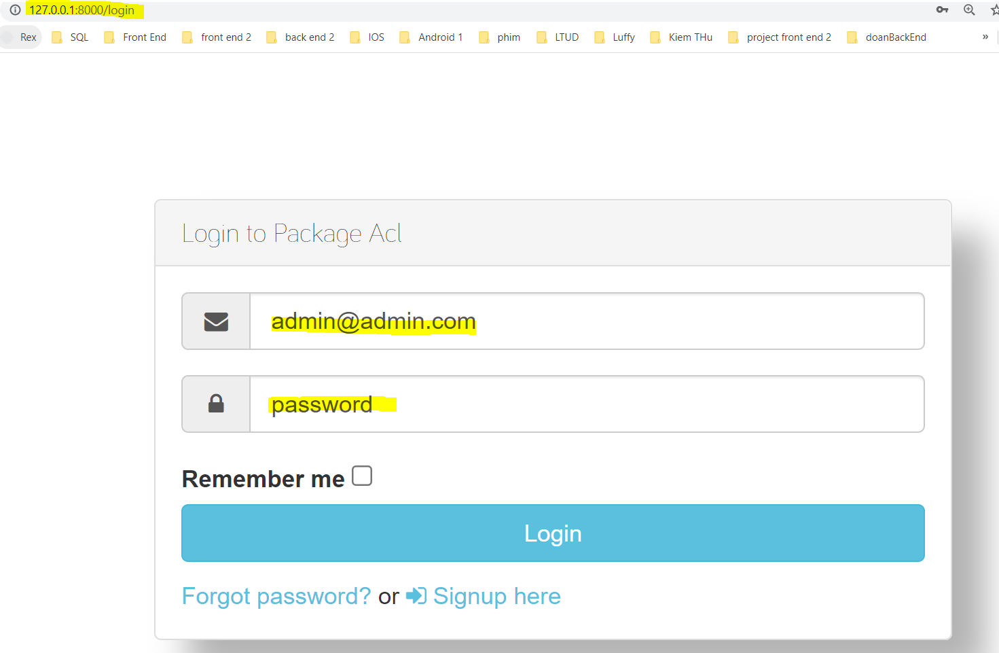 127.0.0.1:8000/login
Rex SQL Front End front end 2 back end 2 IOS Android 1 phim LTUD Luffy Kiem THu project front end 2 doanBackEnd »
Login to Package Acl
admin@admin.com
password
Remember me
Login
Forgot password? or Signup here